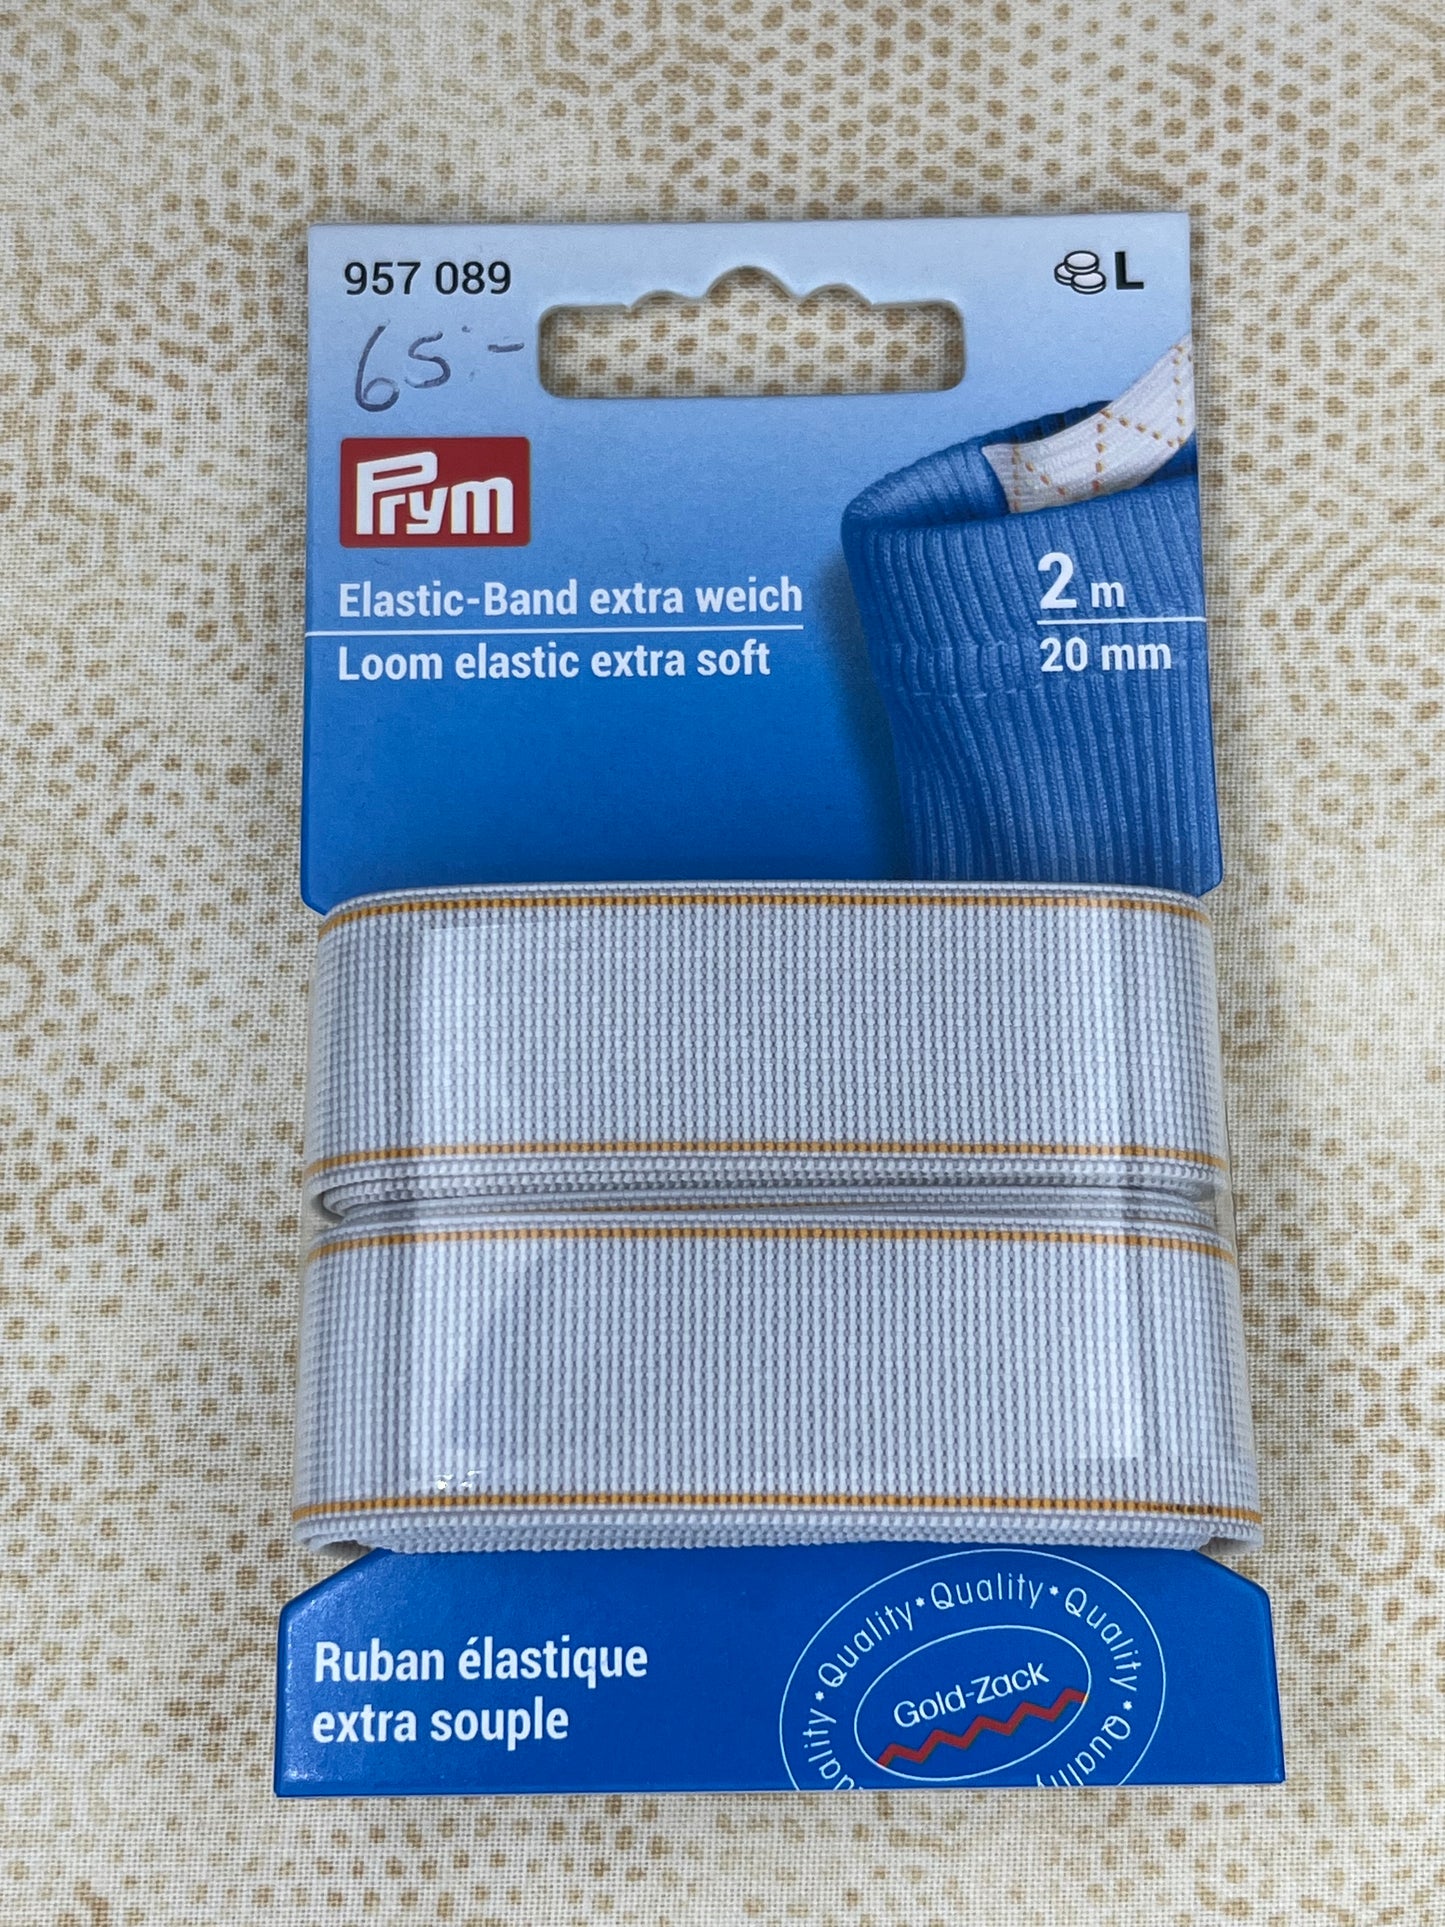 957 089
L
65:-
Prym
Elastic-Band extra weich
Loom elastic extra soft
2 m
20 mm
Ruban élastique
extra souple
Quality • Quality • Quality • Quality
Gold-Zack